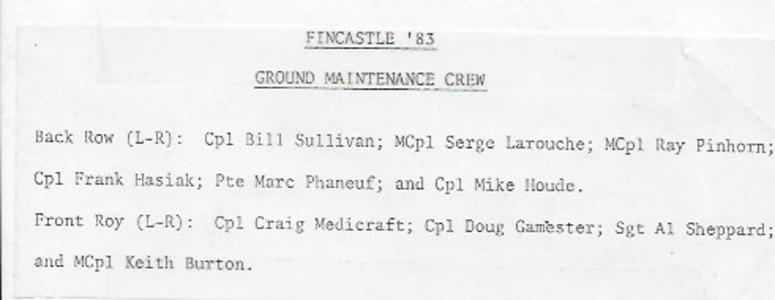 FINCASTLE '83
GROUND MAINTENANCE CREW
Back Row (L-R): Cpl Bill Sullivan; MCpl Serge Larouche; MCpl Ray Pinhorn;
Cpl Frank Hasiak; Pte Marc Phaneuf; and Cpl Mike Houde.
Front Roy (L-R): Cpl Craig Medicraft; Cpl Doug Gamester; Sgt Al Sheppard;
and MCpl Keith Burton.